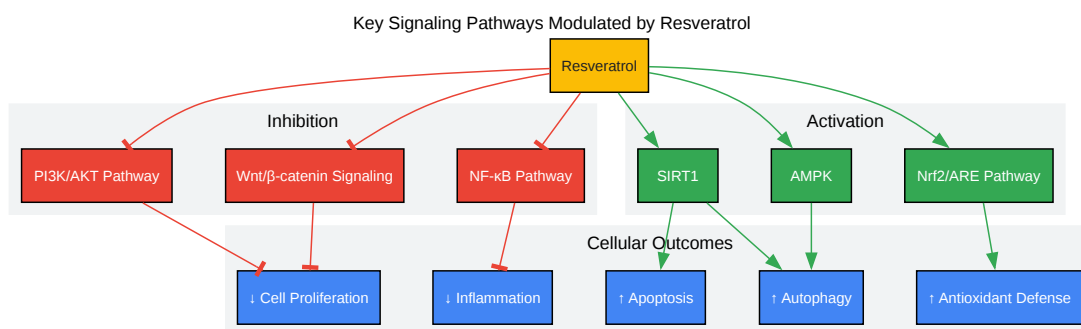 Key Signaling Pathways Modulated by Resveratrol
Resveratrol
Inhibition
Activation
PI3K/AKT Pathway
Wnt/β-catenin Signaling
NF-κB Pathway
SIRT1
AMPK
Nrf2/ARE Pathway
Cellular Outcomes
↓ Cell Proliferation
↓ Inflammation
↑ Apoptosis
↑ Autophagy
↑ Antioxidant Defense